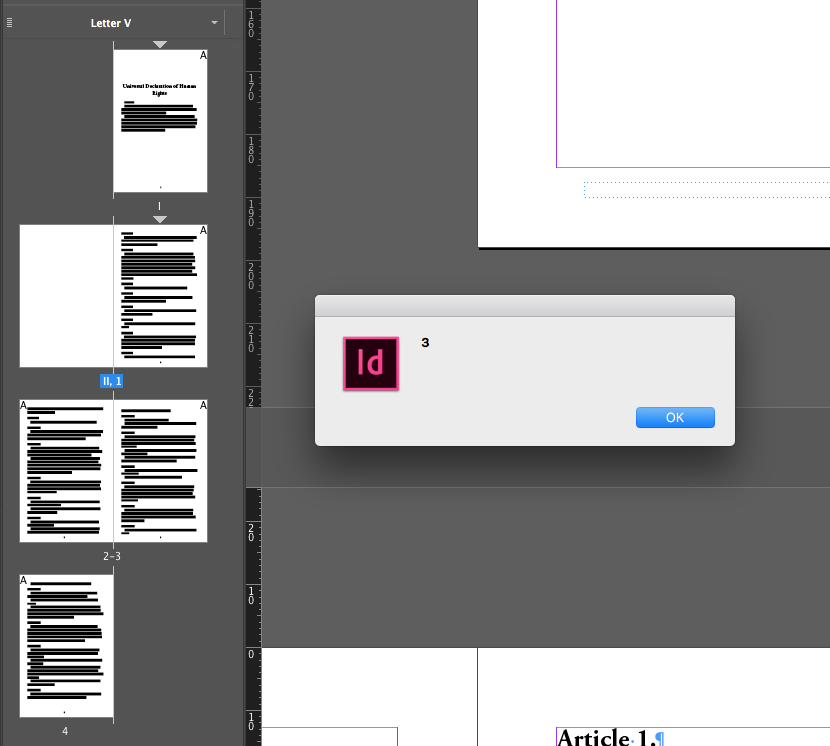 Letter V
A
Universal Declaration of Human
Rights
I
A
II, 1
A
A
2-3
A
4
160
170
180
190
200
210
22
20
10
0
10
Id
3
OK
Article 1.¶